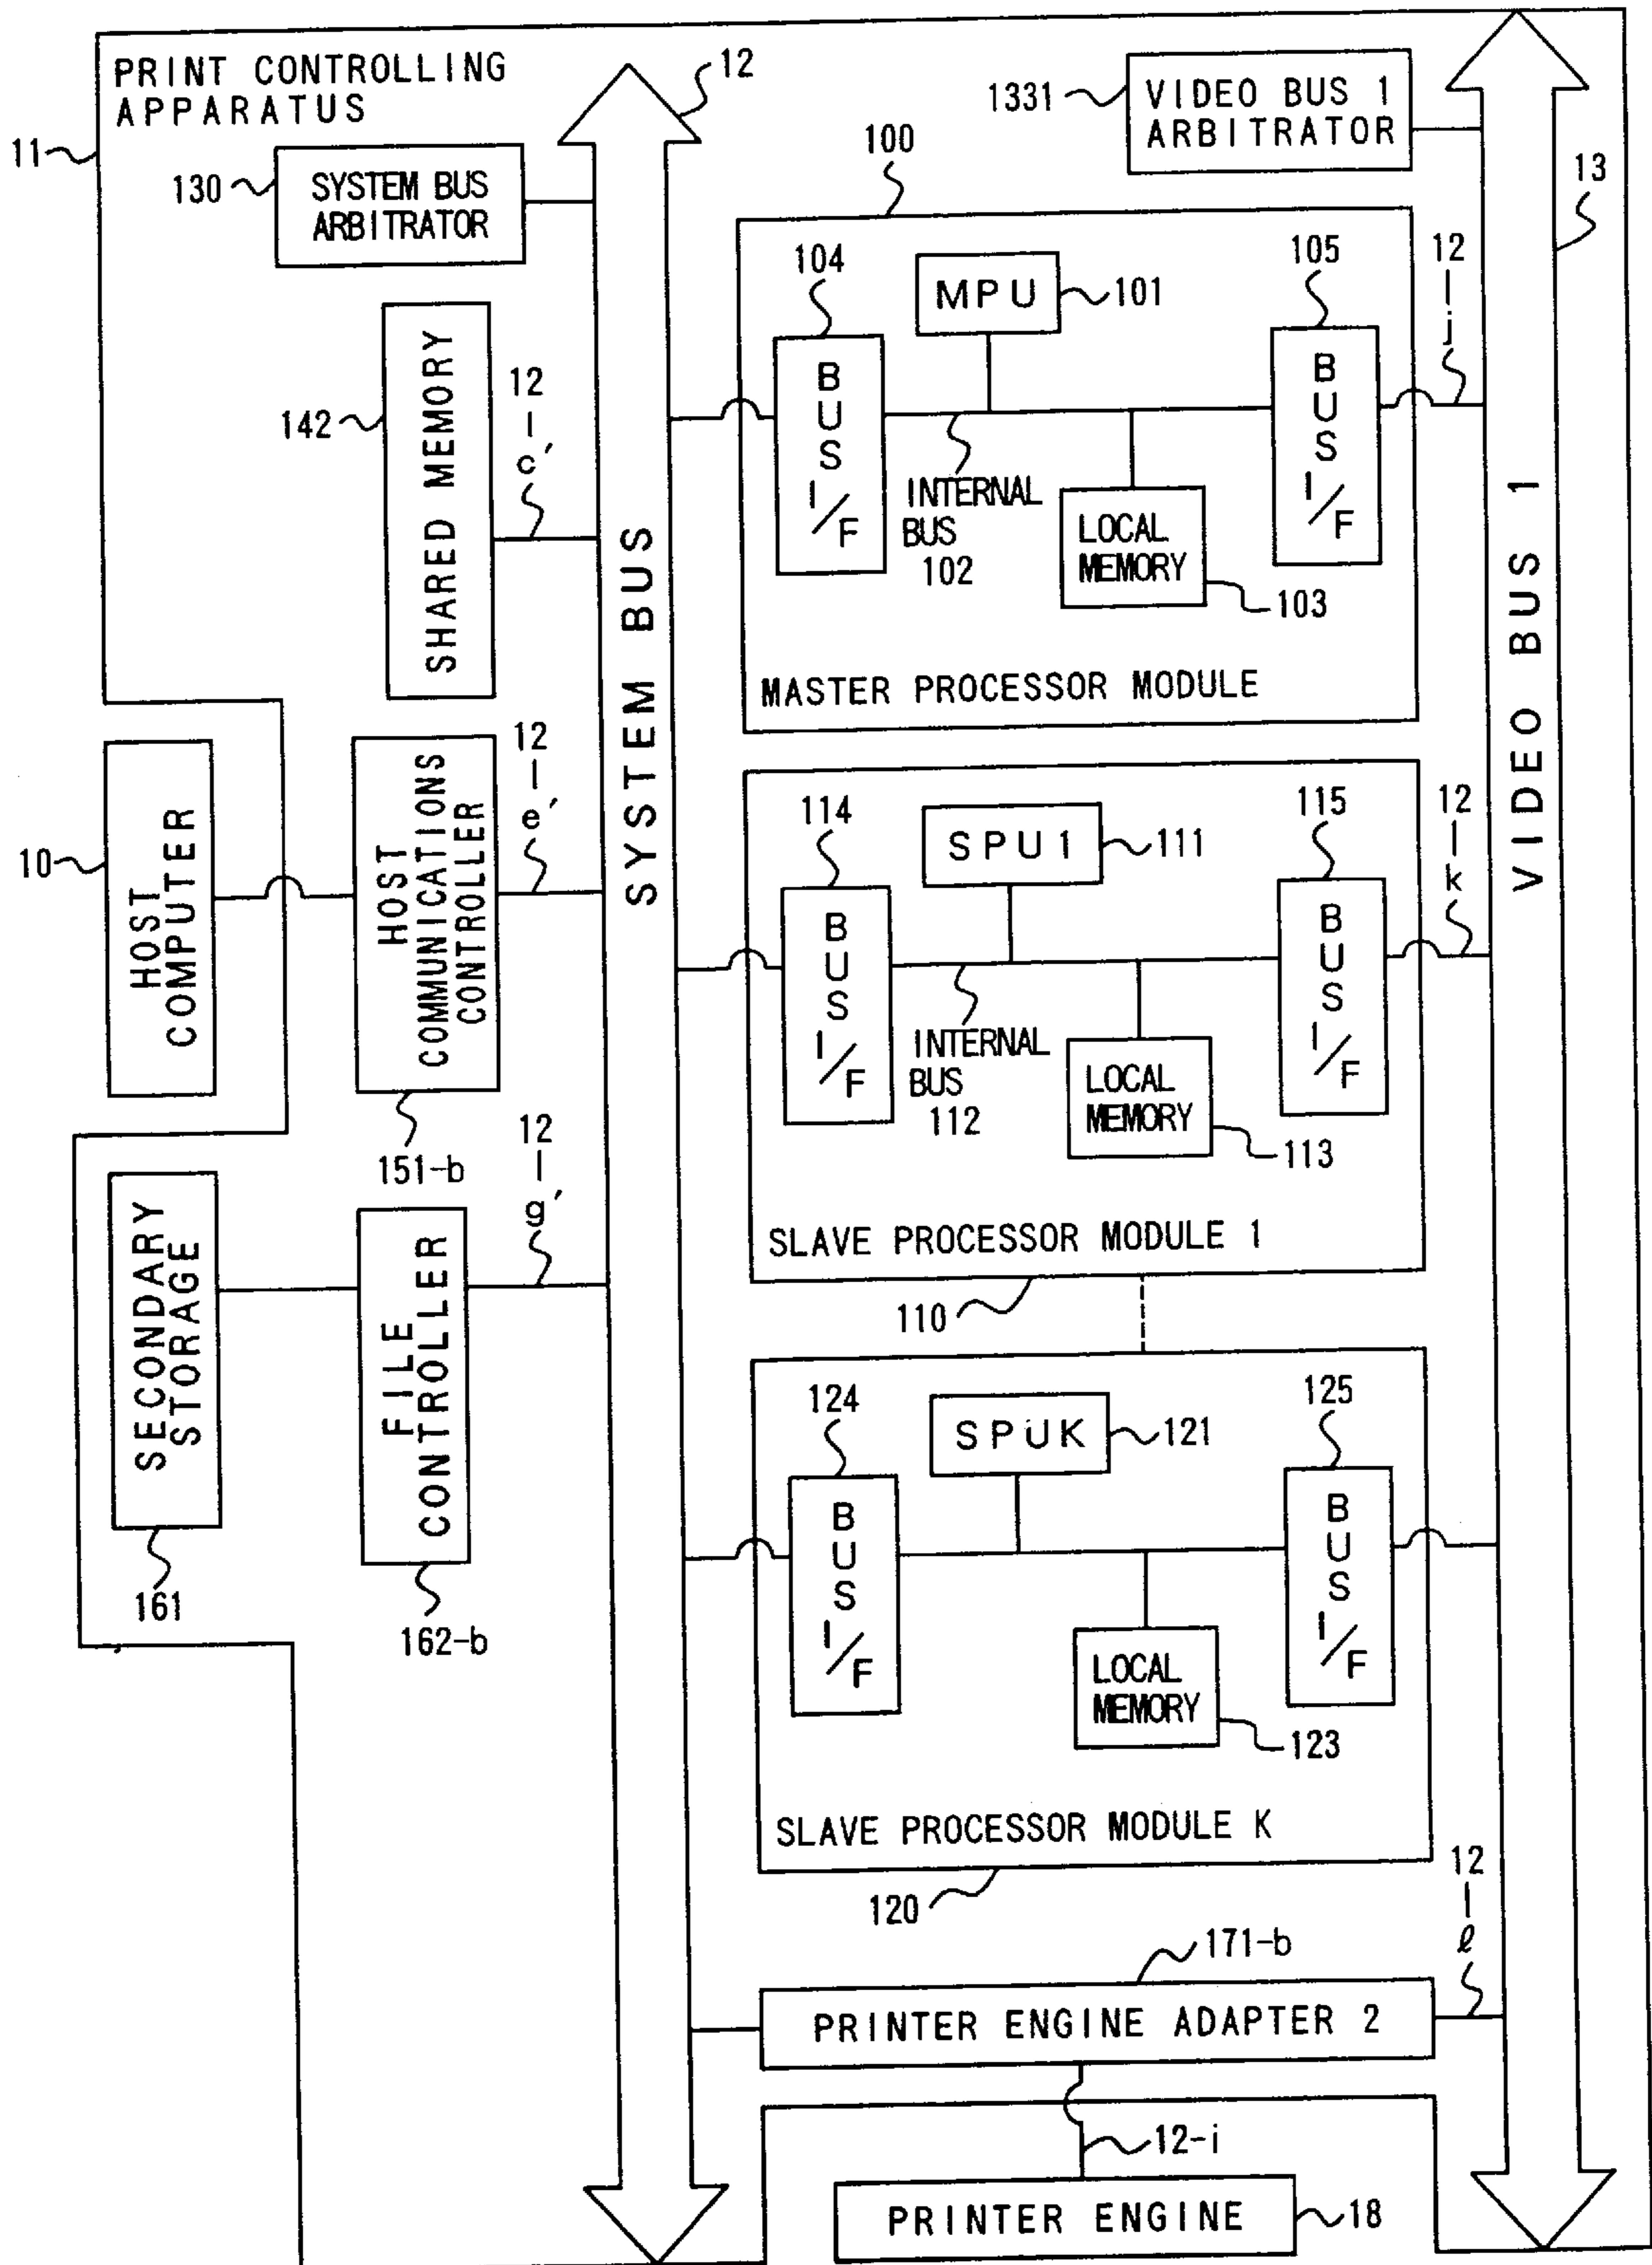 PRINT CONTROLLING
APPARATUS
11
12
130
SYSTEM BUS
ARBITRATOR
1331
VIDEO BUS 1
ARBITRATOR
13
142
SHARED MEMORY
12
-
c'
SYSTEM BUS
VIDEO BUS 1
100
104
BUS I/F
MPU
101
105
BUS I/F
12
-
j
INTERNAL
BUS
102
LOCAL
MEMORY
103
MASTER PROCESSOR MODULE
10
HOST
COMPUTER
HOST
COMMUNICATIONS
CONTROLLER
151-b
12
-
e'
114
BUS I/F
SPU1
111
115
BUS I/F
12
-
k
INTERNAL
BUS
112
LOCAL
MEMORY
113
SLAVE PROCESSOR MODULE 1
110
SECONDARY
STORAGE
161
FILE
CONTROLLER
162-b
12
-
g'
124
BUS I/F
SPUK
121
125
BUS I/F
LOCAL
MEMORY
123
SLAVE PROCESSOR MODULE K
120
171-b
12
-
ℓ
PRINTER ENGINE ADAPTER 2
12-i
PRINTER ENGINE
18